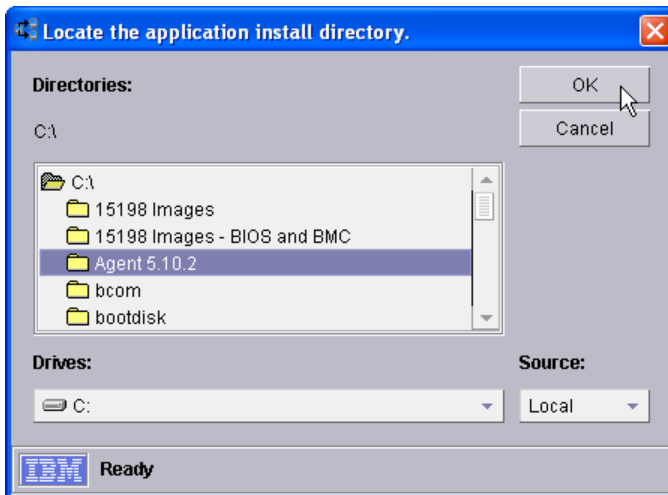 Locate the application install directory.
Directories:
OK
C:\
Cancel
C:\
15198 Images
15198 Images - BIOS and BMC
Agent 5.10.2
bcom
bootdisk
Drives:
Source:
C:
Local
IBM
Ready